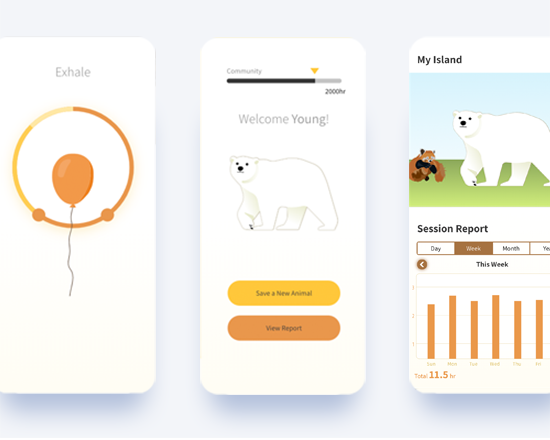 Exhale
Community
2000hr
Welcome Young!
Save a New Animal
View Report
My Island
Session Report
Day Week Month
This Week
3
2
1
Sun Mon Tue Wed Thu Fri
Total 11.5 hr